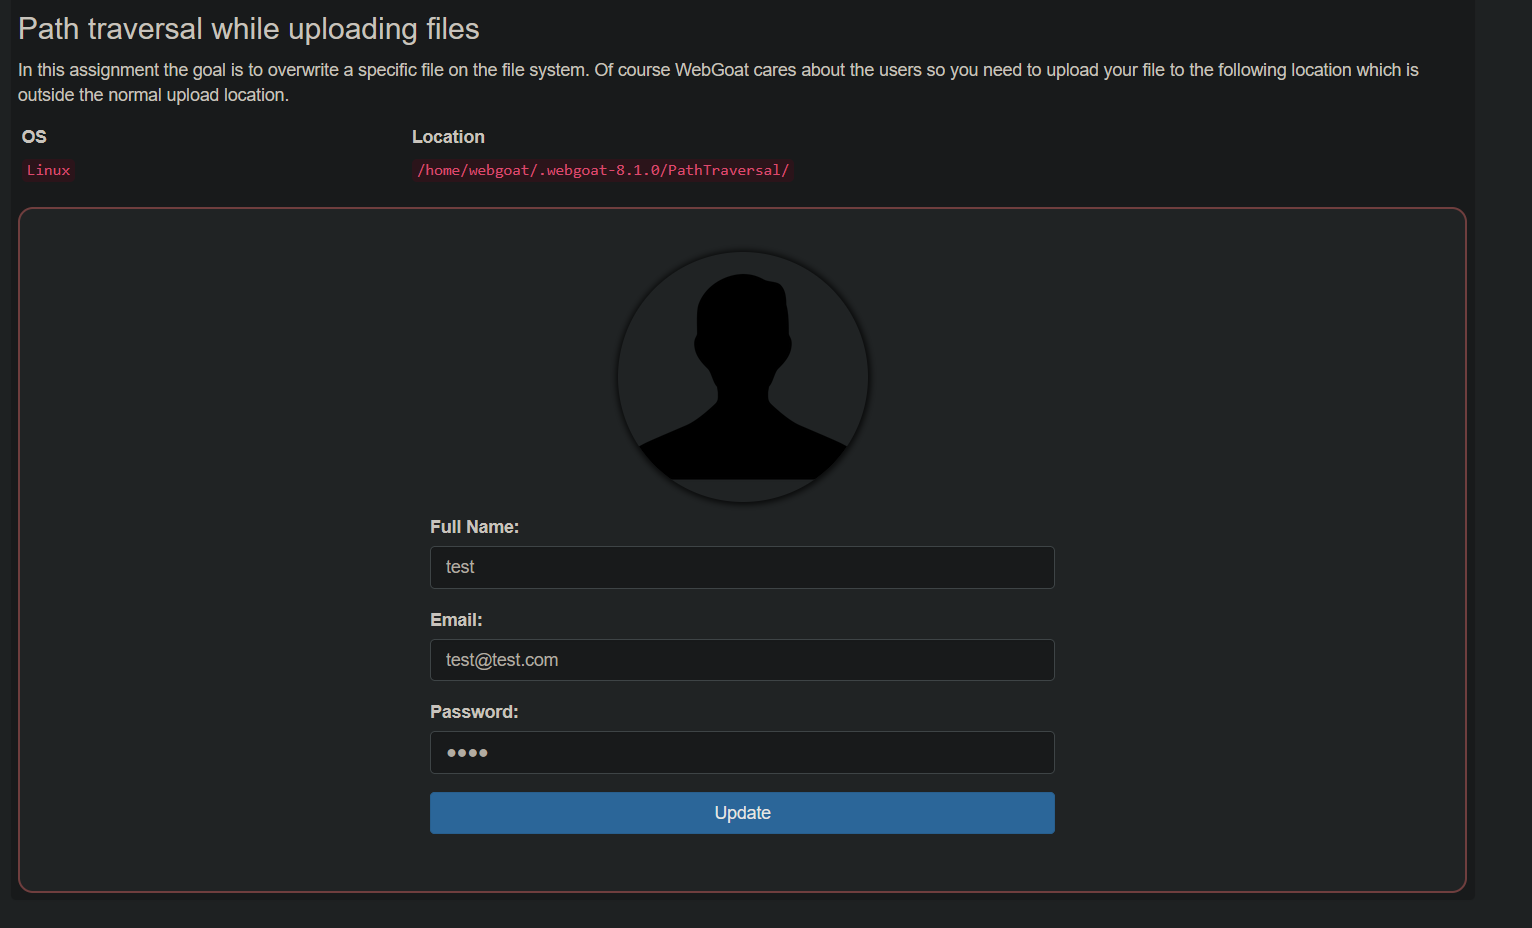 Path traversal while uploading files
In this assignment the goal is to overwrite a specific file on the file system. Of course WebGoat cares about the users so you need to upload your file to the following location which is
outside the normal upload location.
OS Location
Linux /home/webgoat/.webgoat-8.1.0/PathTraversal/
Full Name:
test
Email:
test@test.com
Password:
••••
Update